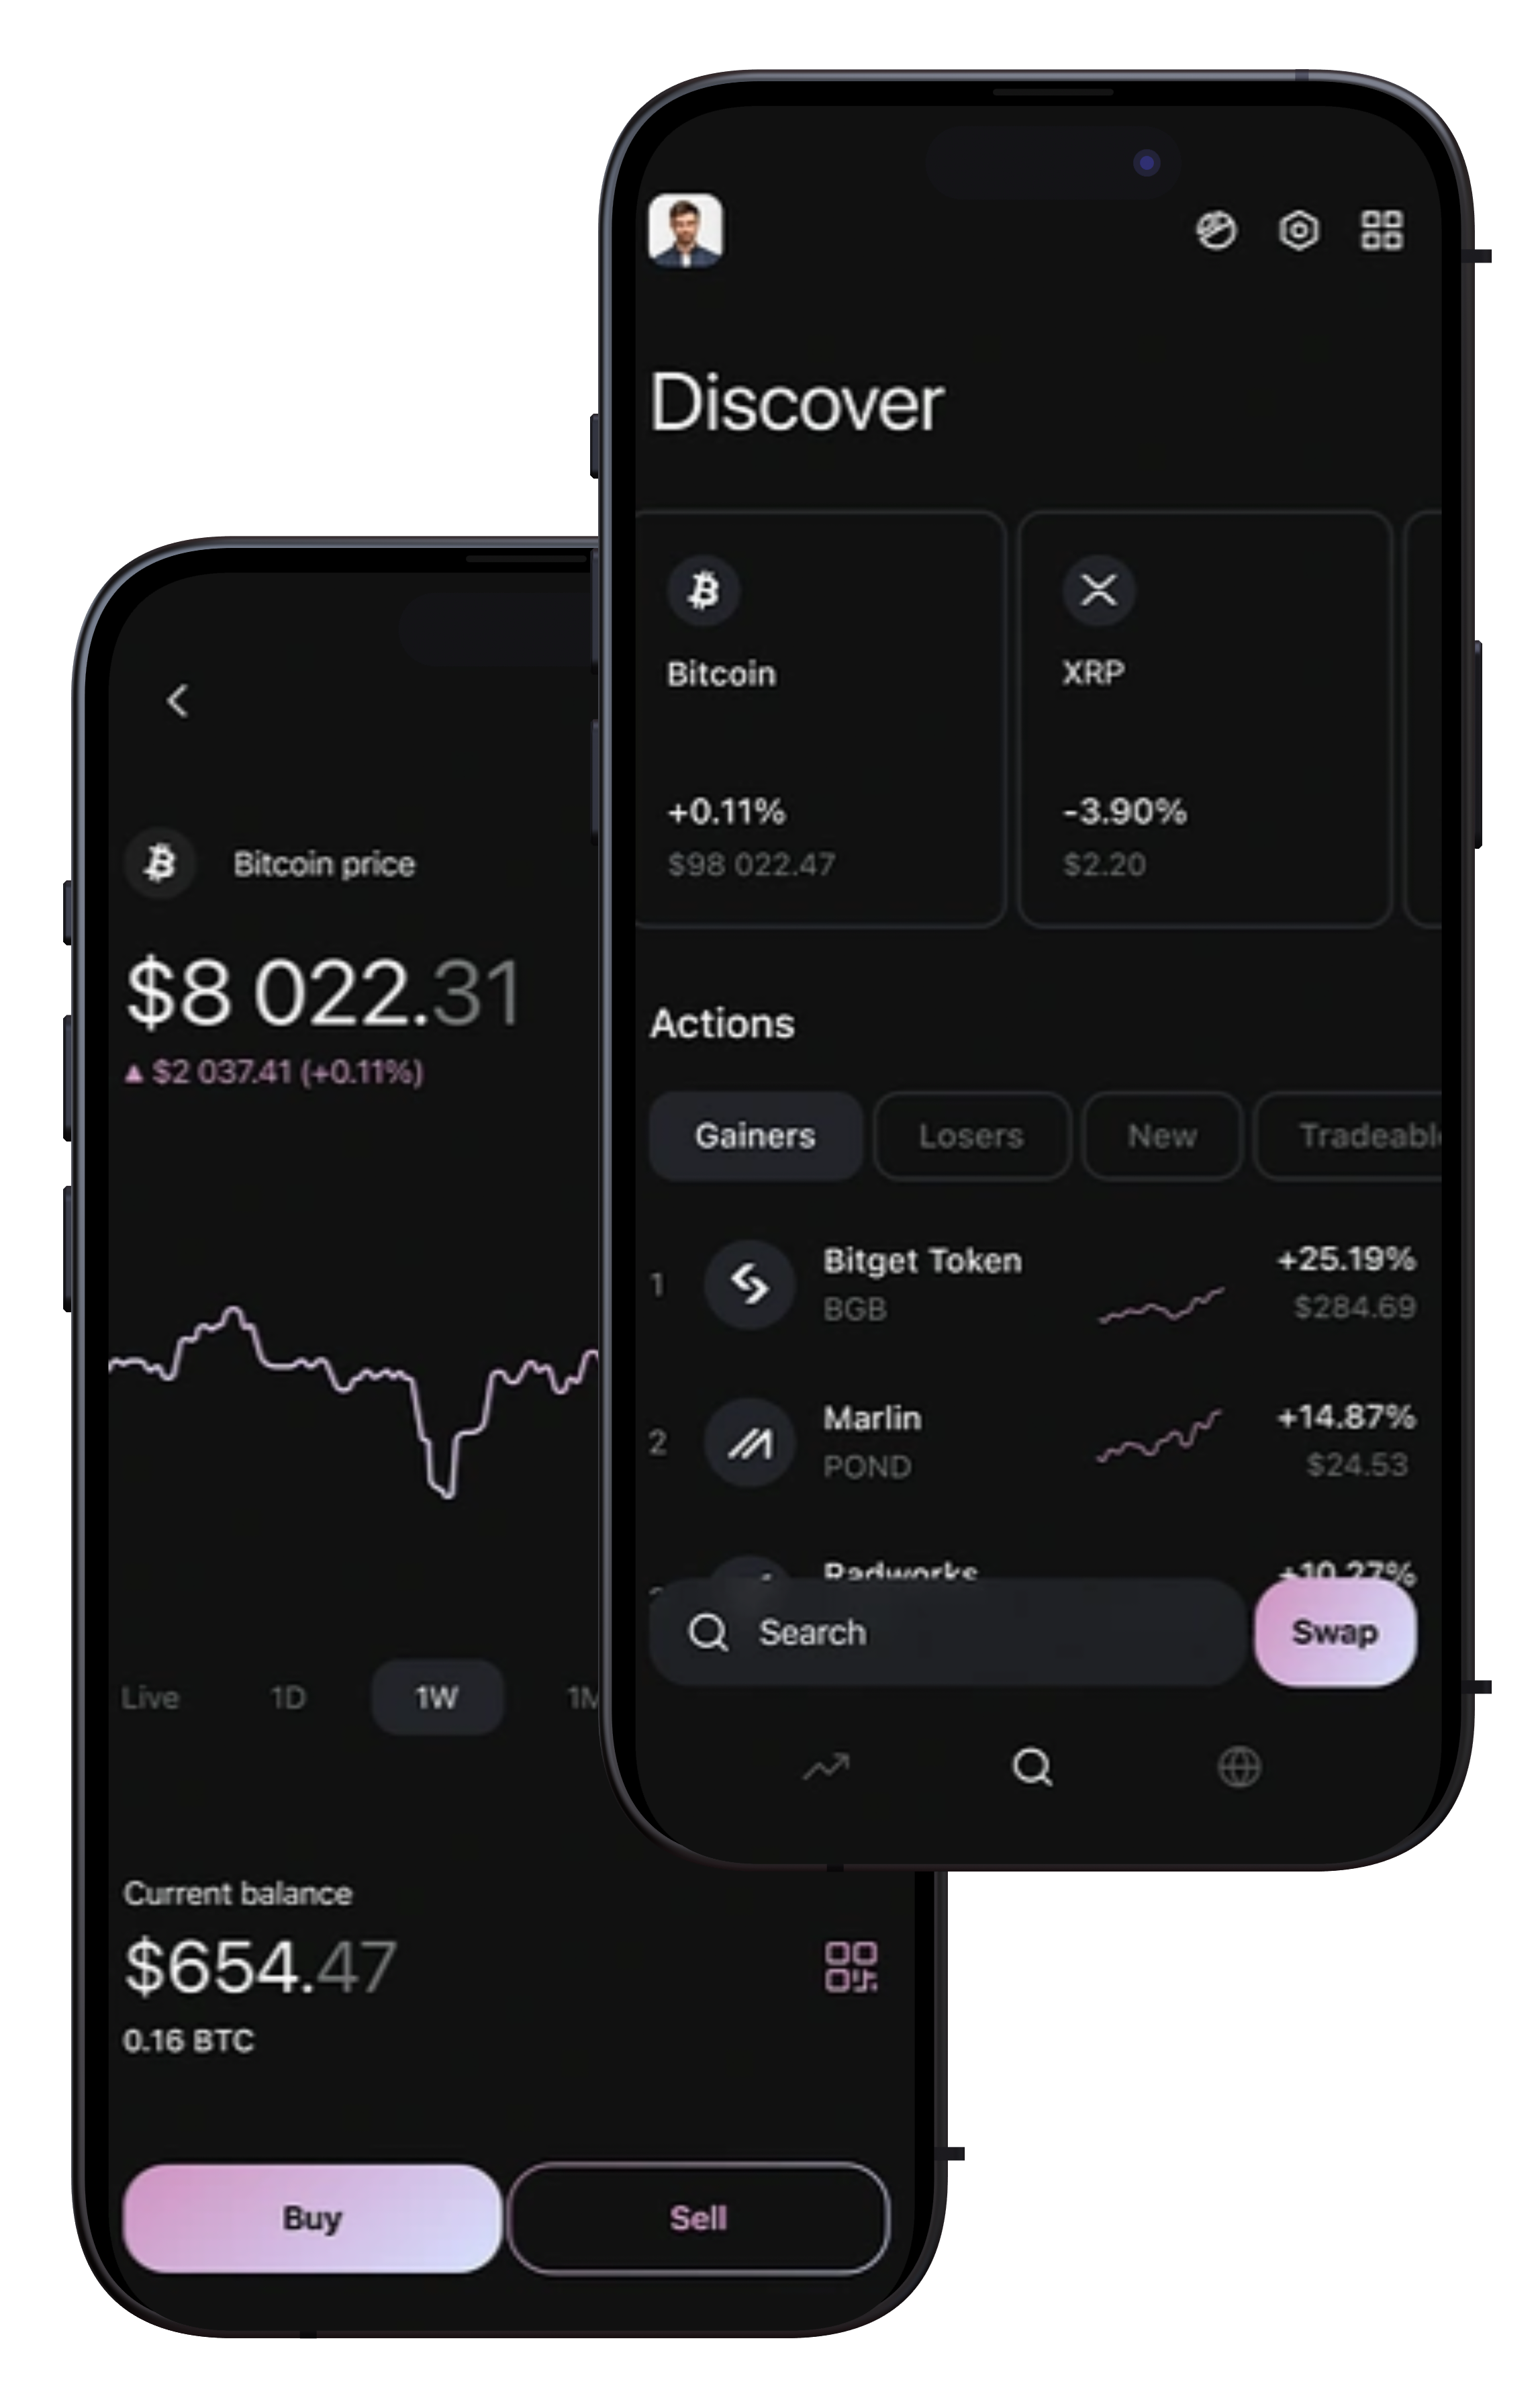 Discover
Bitcoin
+0.11%
$98 022.47
XRP
-3.90%
$2.20
Actions
Gainers
Losers
New
Tradeabl
1
Bitget Token
BGB
+25.19%
$284.69
2
Marlin
POND
+14.87%
$24.53
Radworks
+10.27%
Search
Swap
Bitcoin price
$8 022.31
▲ $2 037.41 (+0.11%)
Live
1D
1W
1M
Current balance
$654.47
0.16 BTC
Buy
Sell